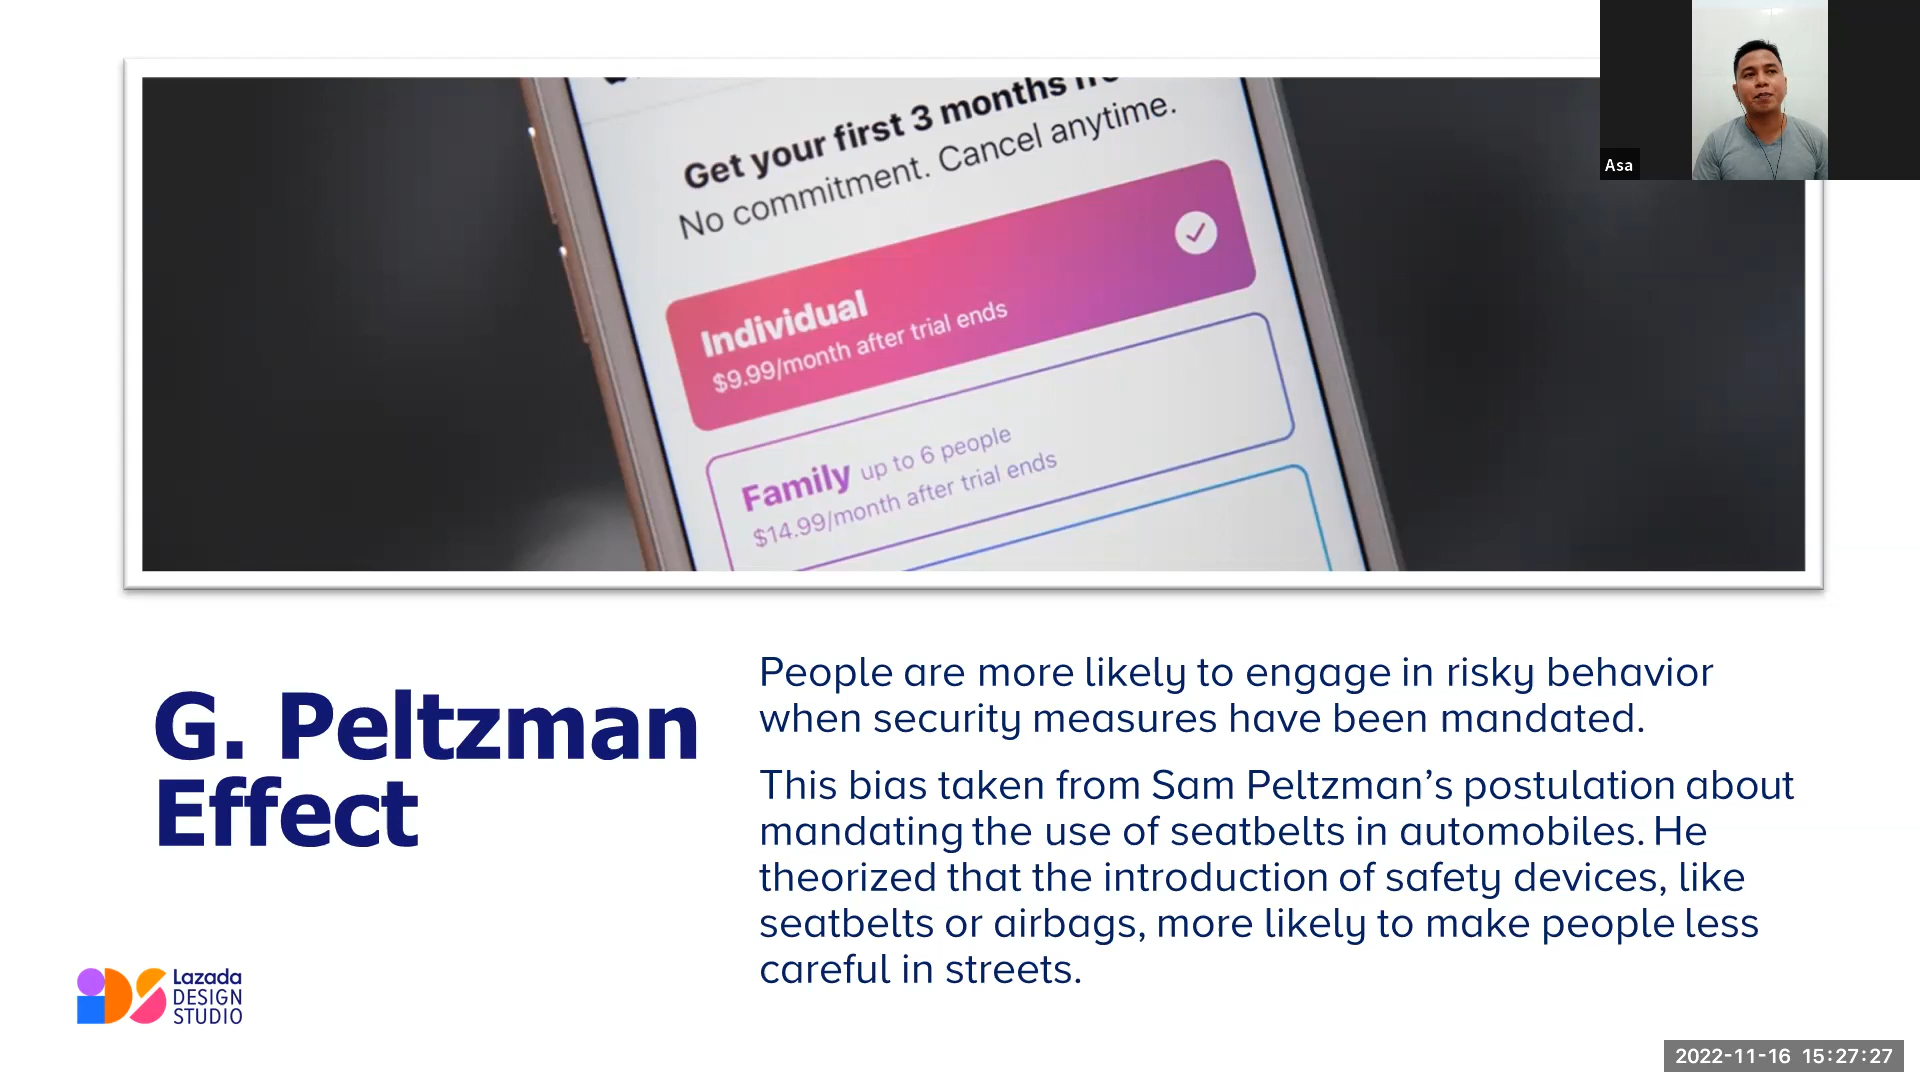 Get your first 3 months
No commitment. Cancel anytime.
Individual
$9.99/month after trial ends
Family up to 6 people
$14.99/month after trial ends
Asa
G. Peltzman
Effect
People are more likely to engage in risky behavior
when security measures have been mandated.
This bias taken from Sam Peltzman’s postulation about
mandating the use of seatbelts in automobiles. He
theorized that the introduction of safety devices, like
seatbelts or airbags, more likely to make people less
careful in streets.
Lazada
DESIGN
STUDIO
2022-11-16 15:27:27